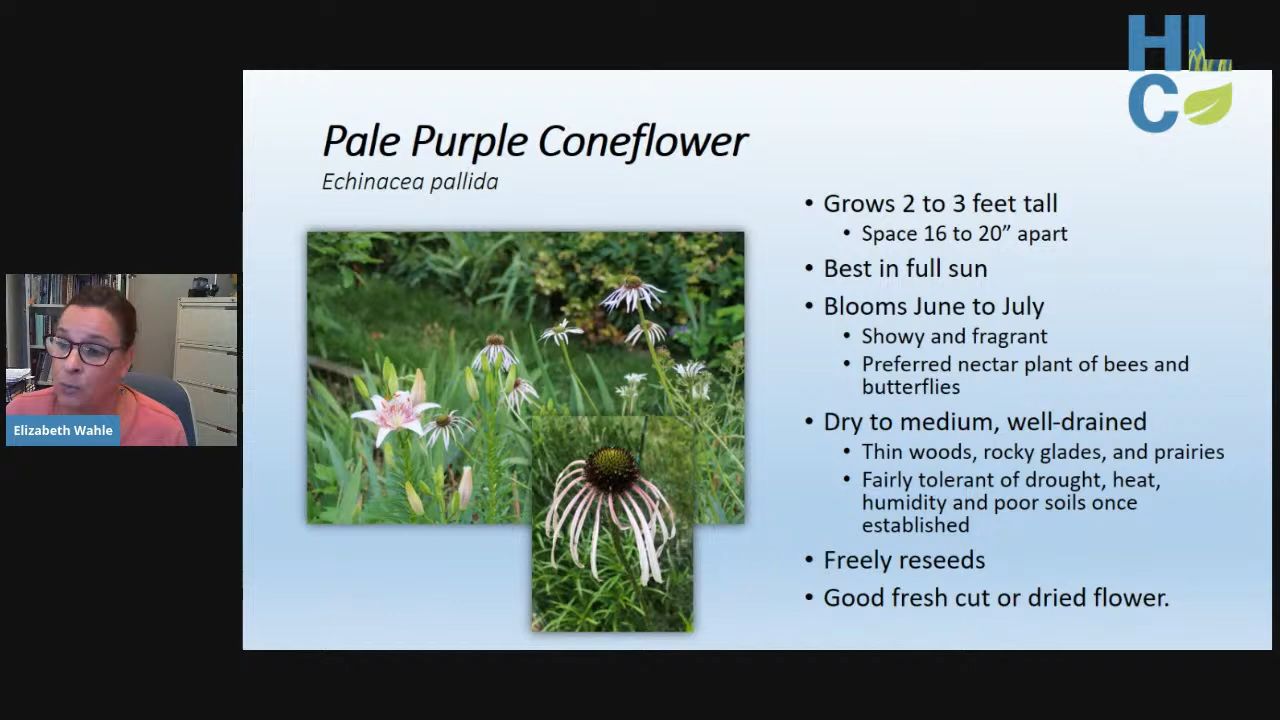 HL
C
Pale Purple Coneflower
Echinacea pallida
• Grows 2 to 3 feet tall
• Space 16 to 20” apart
• Best in full sun
• Blooms June to July
• Showy and fragrant
• Preferred nectar plant of bees and
butterflies
• Dry to medium, well-drained
• Thin woods, rocky glades, and prairies
• Fairly tolerant of drought, heat,
humidity and poor soils once
established
• Freely reseeds
• Good fresh cut or dried flower.
Elizabeth Wahle